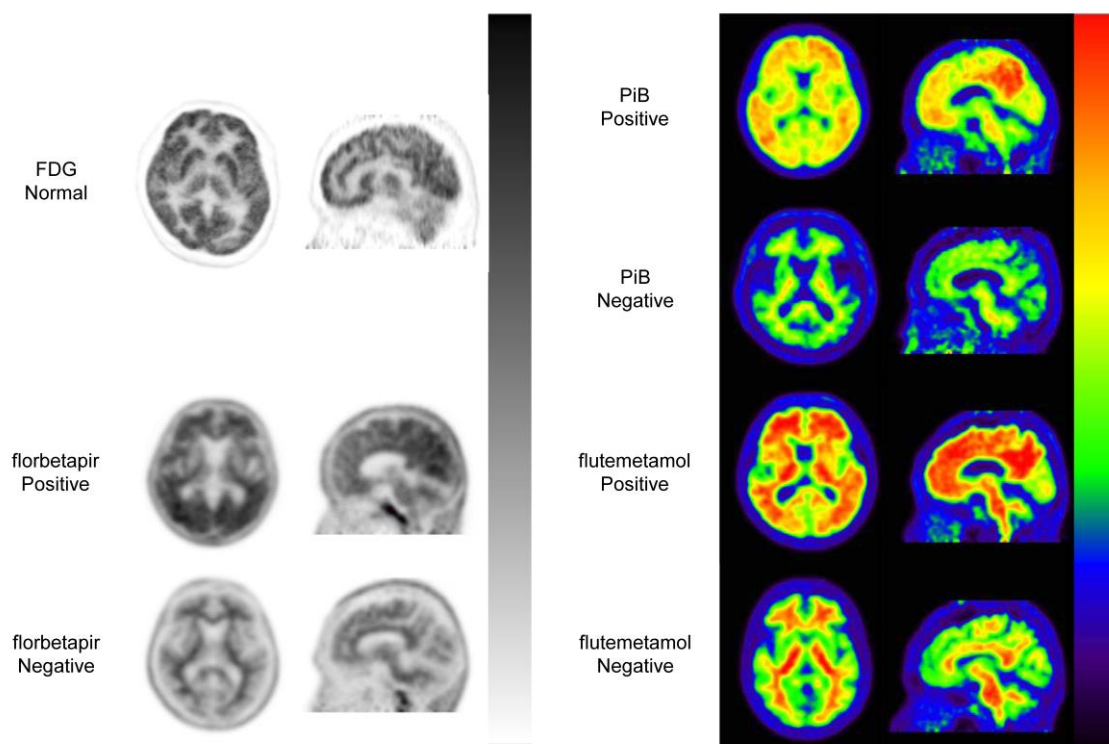 FDG
Normal
florbetapir
Positive
florbetapir
Negative
PiB
Positive
PiB
Negative
flutemetamol
Positive
flutemetamol
Negative